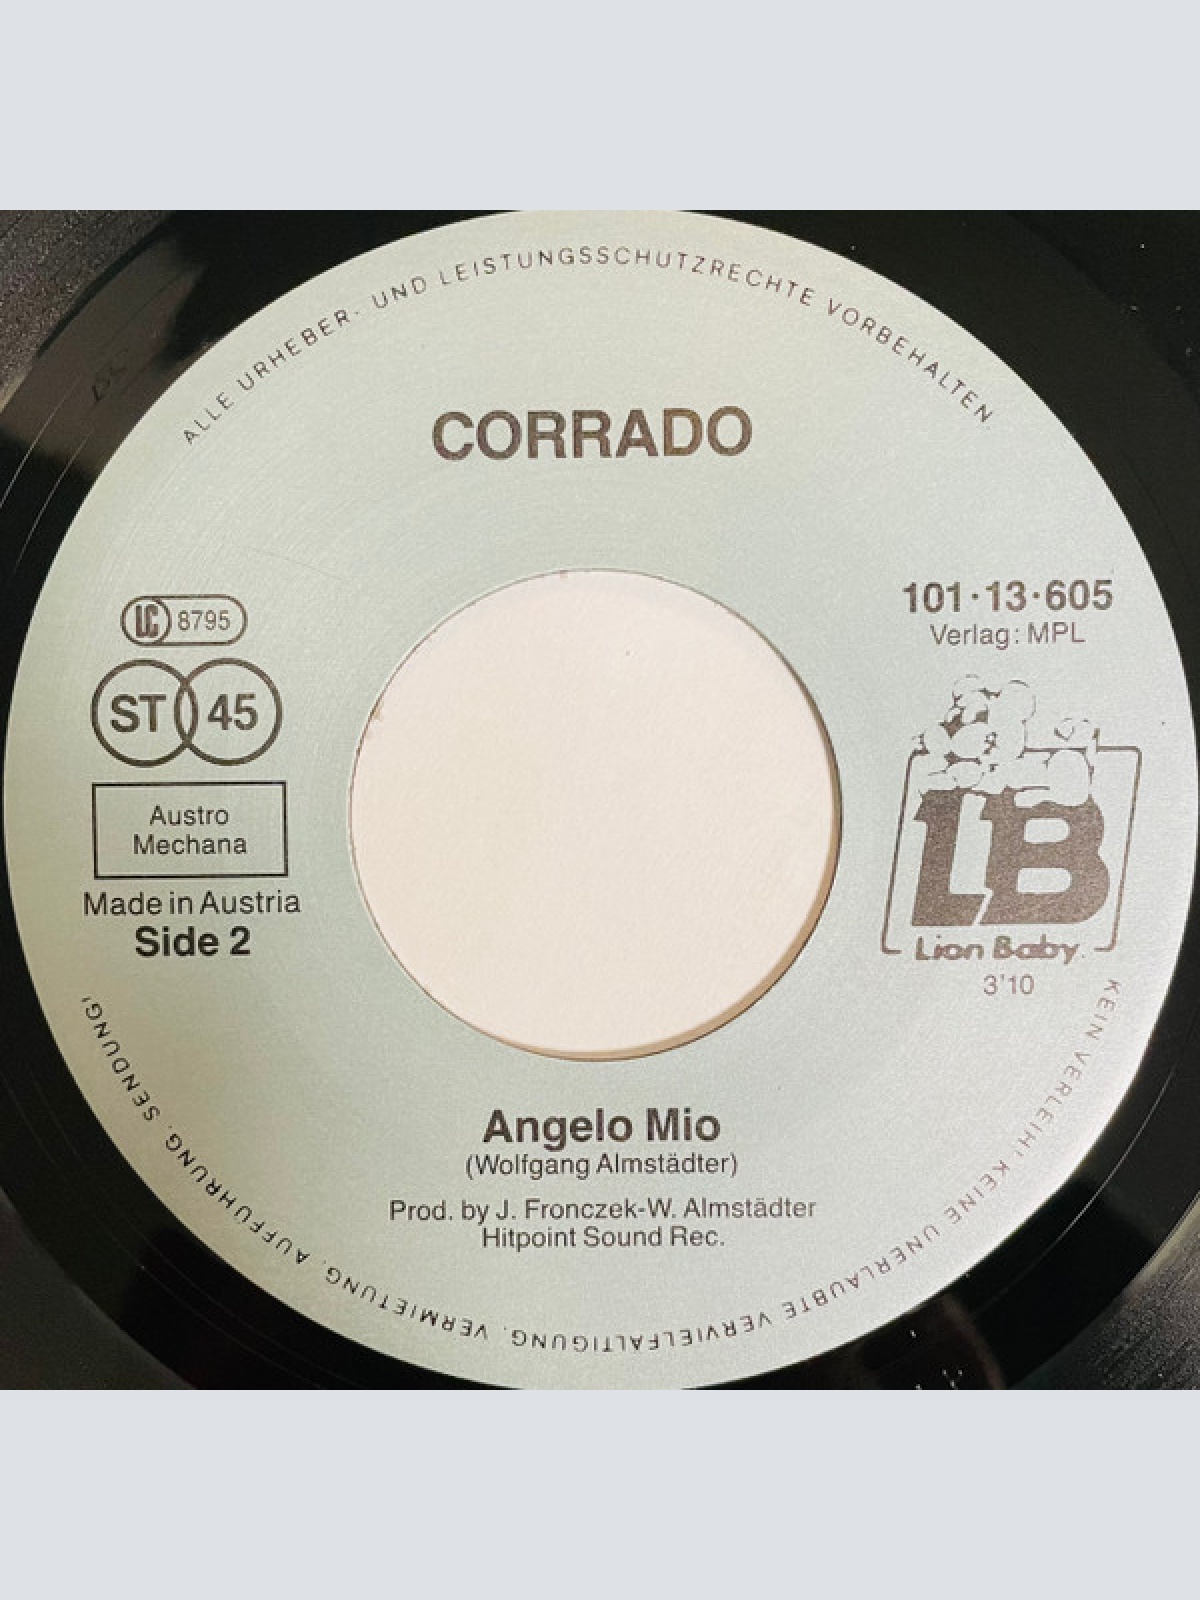 ALLE URHEBER- UND LEISTUNGSSCHUTZRECHTE VORBEHALTEN
CORRADO
LC 8795
ST 45
Austro
Mechana
Made in Austria
Side 2
101·13·605
Verlag: MPL
LB
Lion Baby
3'10
Angelo Mio
(Wolfgang Almstädter)
Prod. by J. Fronczek-W. Almstädter
Hitpoint Sound Rec.
KEIN VERLEIH! KEINE UNERLAUBTE VERVIELFÄLTIGUNG, VERMIETUNG, AUFFÜHRUNG, SENDUNG!